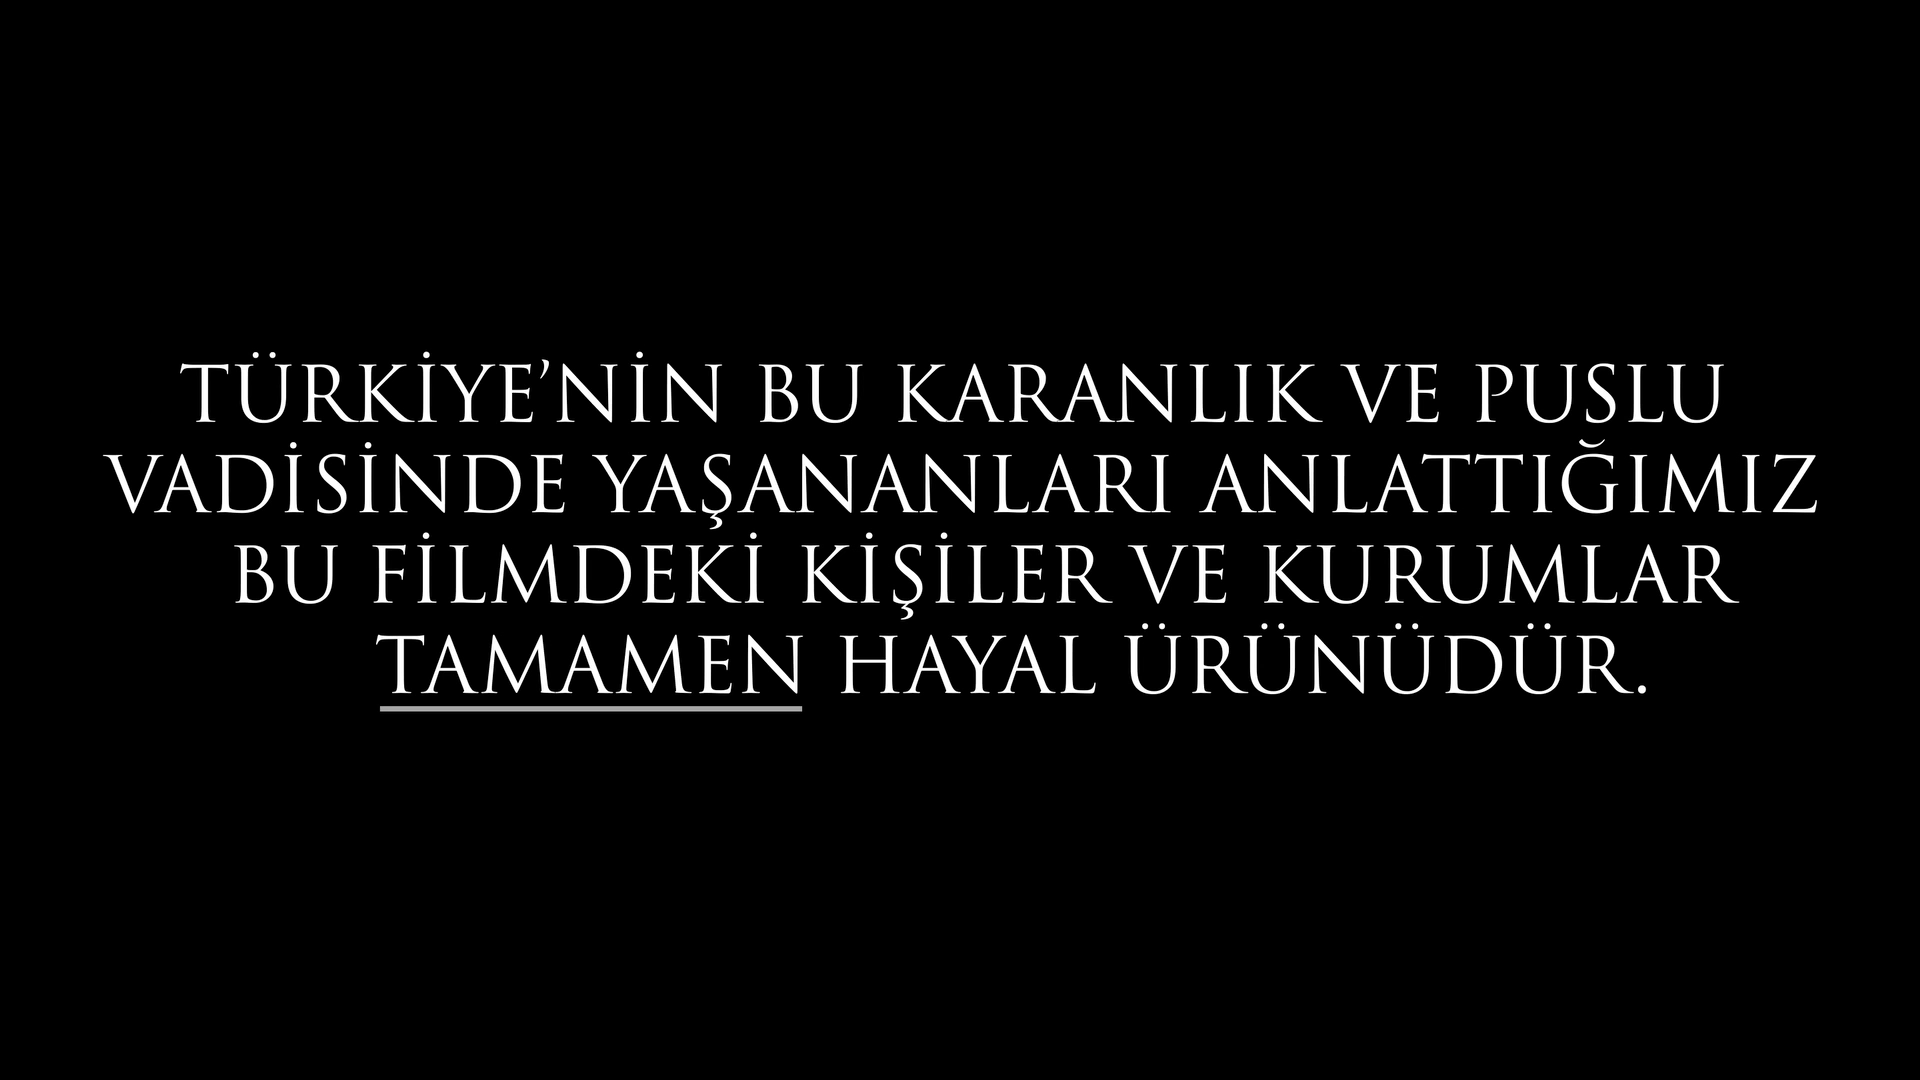 TÜRKİYE’NİN BU KARANLIK VE PUSLU
VADİSİNDE YAŞANANLARI ANLATTIĞIMIZ
BU FİLMDEKİ KİŞİLER VE KURUMLAR
TAMAMEN HAYAL ÜRÜNÜDÜR.